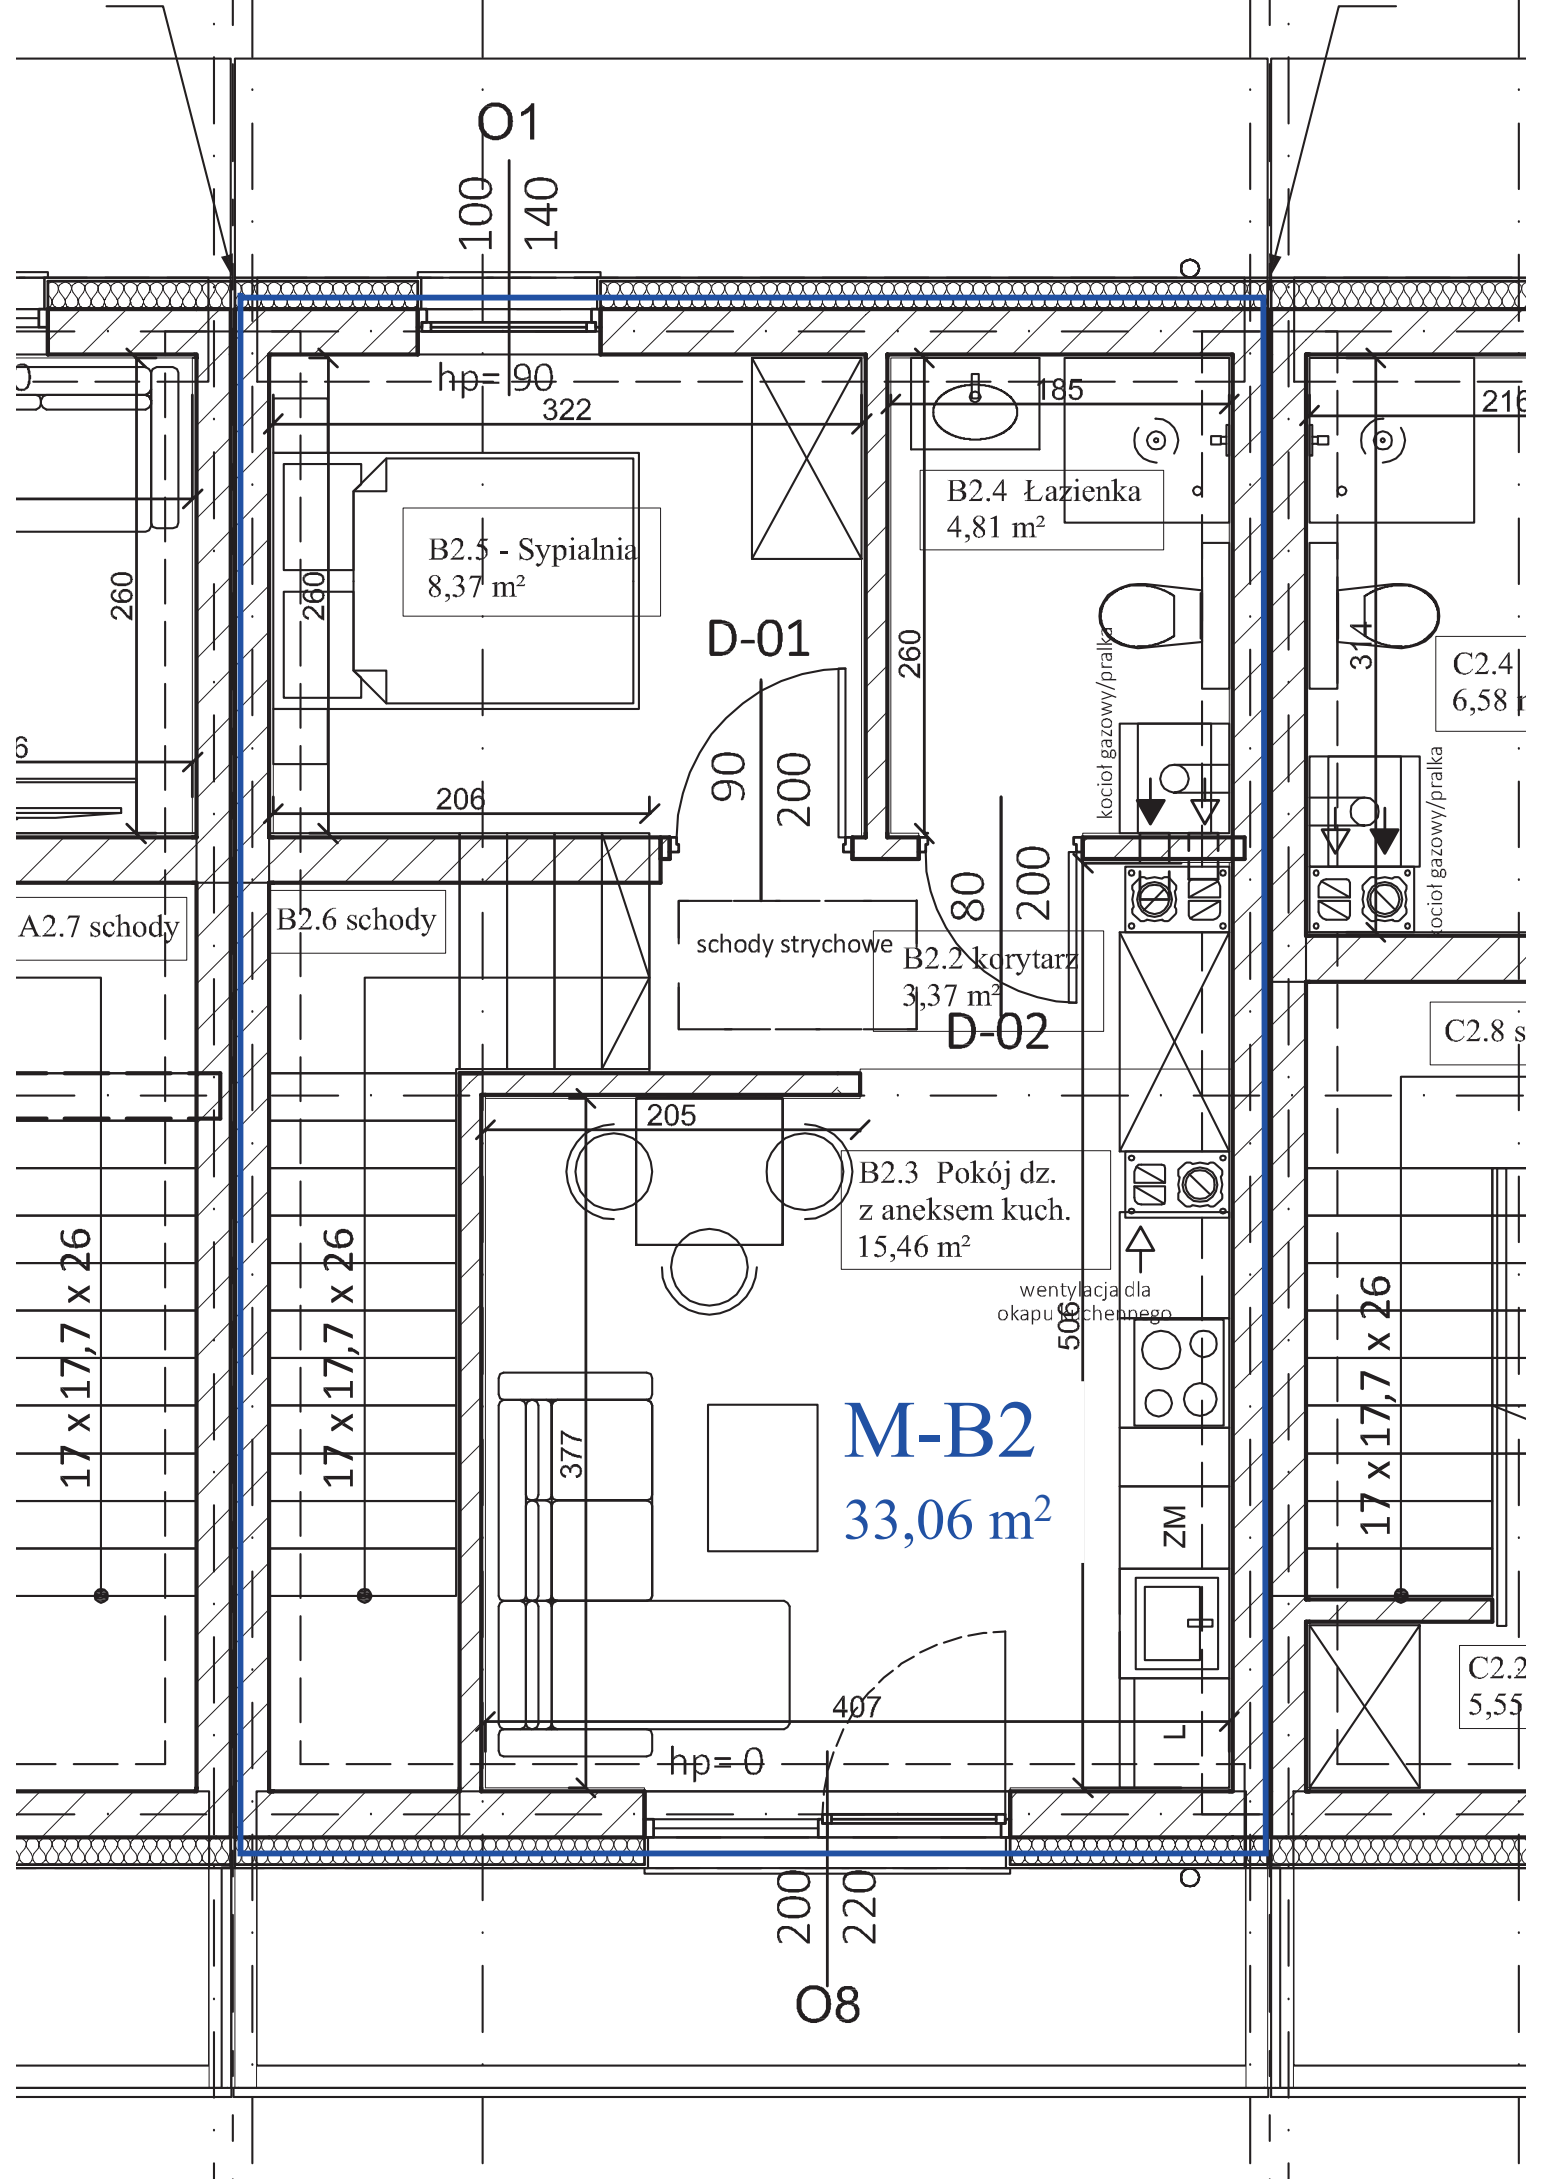 O1
100
140
hp= 90
322
185
216
B2.4 Łazienka
4,81 m²
B2.5 - Sypialnia
8,37 m²
260
260
260
D-01
kocioł gazowy/pralka
314
C2.4
6,58
90
200
206
kocioł gazowy/pralka
80
200
A2.7 schody
B2.6 schody
schody strychowe
B2.2 korytarz
3,37 m²
D-02
C2.8 s
205
B2.3 Pokój dz.
z aneksem kuch.
15,46 m²
wentylacja dla
okapu kuchennego
506
17 x 17,7 x 26
17 x 17,7 x 26
17 x 17,7 x 26
377
M-B2
33,06 m²
ZM
L
407
hp= 0
C2.2
5,55
200
220
O8